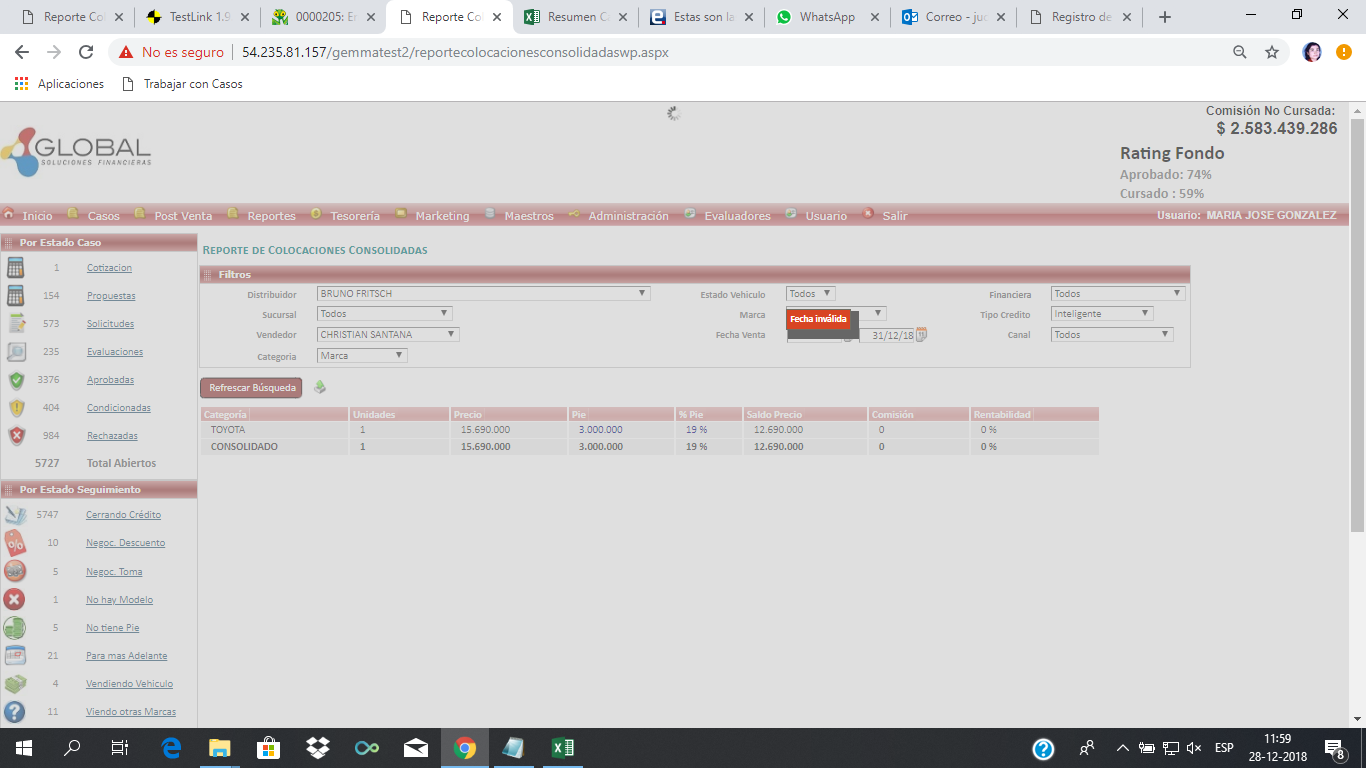 Reporte Col
TestLink 1.9
0000205: Er
Reporte Col
Resumen C
Estas son la
WhatsApp
Correo - juc
Registro de
No es seguro
54.235.81.157/gemmatest2/reportecolocacionesconsolidadaswp.aspx
Aplicaciones
Trabajar con Casos
GLOBAL
SOLUCIONES FINANCIERAS
Comisión No Cursada:
$ 2.583.439.286
Rating Fondo
Aprobado: 74%
Cursado : 59%
Inicio Casos Post Venta Reportes Tesorería Marketing Maestros Administración Evaluadores Usuario Salir Usuario: MARIA JOSE GONZALEZ
Por Estado Caso
1 Cotizacion
154 Propuestas
573 Solicitudes
235 Evaluaciones
3376 Aprobadas
404 Condicionadas
984 Rechazadas
5727 Total Abiertos
Por Estado Seguimiento
5747 Cerrando Crédito
10 Negoc. Descuento
5 Negoc. Toma
1 No hay Modelo
5 No tiene Pie
21 Para mas Adelante
4 Vendiendo Vehiculo
11 Viendo otras Marcas
REPORTE DE COLOCACIONES CONSOLIDADAS
Filtros
Distribuidor BRUNO FRITSCH Estado Vehiculo Todos Financiera Todos
Sucursal Todos Marca Tipo Credito Inteligente
Fecha inválida
Vendedor CHRISTIAN SANTANA Fecha Venta 31/12/18 Canal Todos
Categoria Marca
Refrescar Búsqueda
Categoría Unidades Precio Pie % Pie Saldo Precio Comisión Rentabilidad
TOYOTA 1 15.690.000 3.000.000 19 % 12.690.000 0 0 %
CONSOLIDADO 1 15.690.000 3.000.000 19 % 12.690.000 0 0 %
ESP
11:59
28-12-2018
8